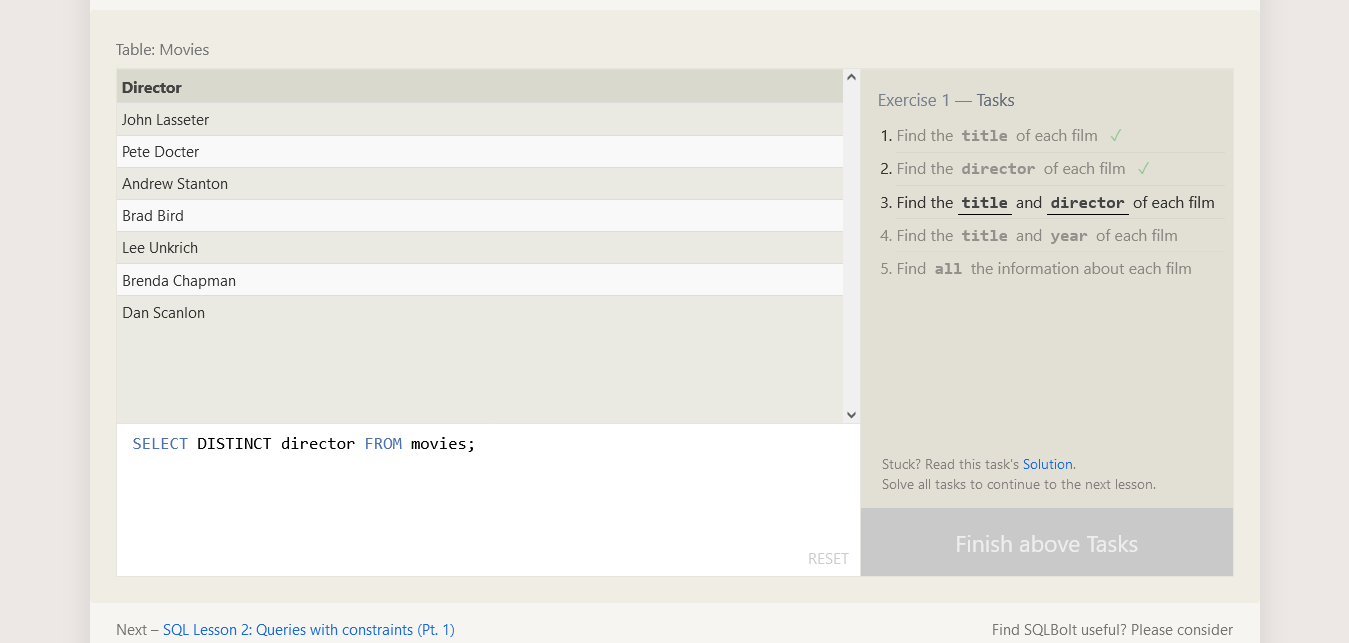 Table: Movies
Director
John Lasseter
Pete Docter
Andrew Stanton
Brad Bird
Lee Unkrich
Brenda Chapman
Dan Scanlon
SELECT DISTINCT director FROM movies;
RESET
Exercise 1 — Tasks
1. Find the title of each film ✓
2. Find the director of each film ✓
3. Find the title and director of each film
4. Find the title and year of each film
5. Find all the information about each film
Stuck? Read this task's Solution.
Solve all tasks to continue to the next lesson.
Finish above Tasks
Next – SQL Lesson 2: Queries with constraints (Pt. 1)
Find SQLBolt useful? Please consider